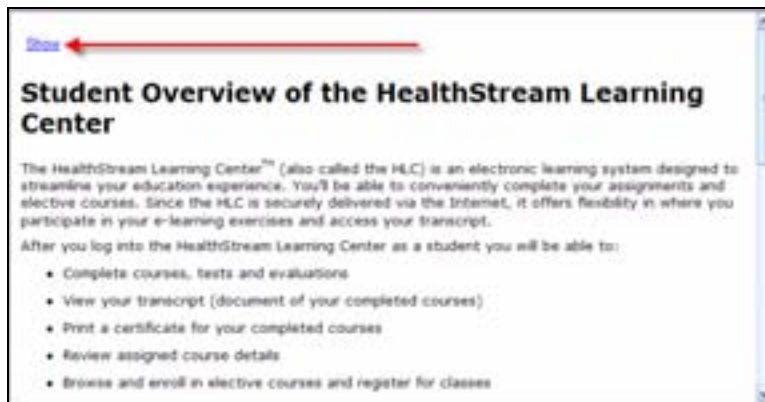 Show
Student Overview of the HealthStream Learning
Center
The HealthStream Learning Center™ (also called the HLC) is an electronic learning system designed to
streamline your education experience. You'll be able to conveniently complete your assignments and
elective courses. Since the HLC is securely delivered via the Internet, it offers flexibility in where you
participate in your e-learning exercises and access your transcript.
After you log into the HealthStream Learning Center as a student you will be able to:
• Complete courses, tests and evaluations
• View your transcript (document of your completed courses)
• Print a certificate for your completed courses
• Review assigned course details
• Browse and enroll in elective courses and register for classes